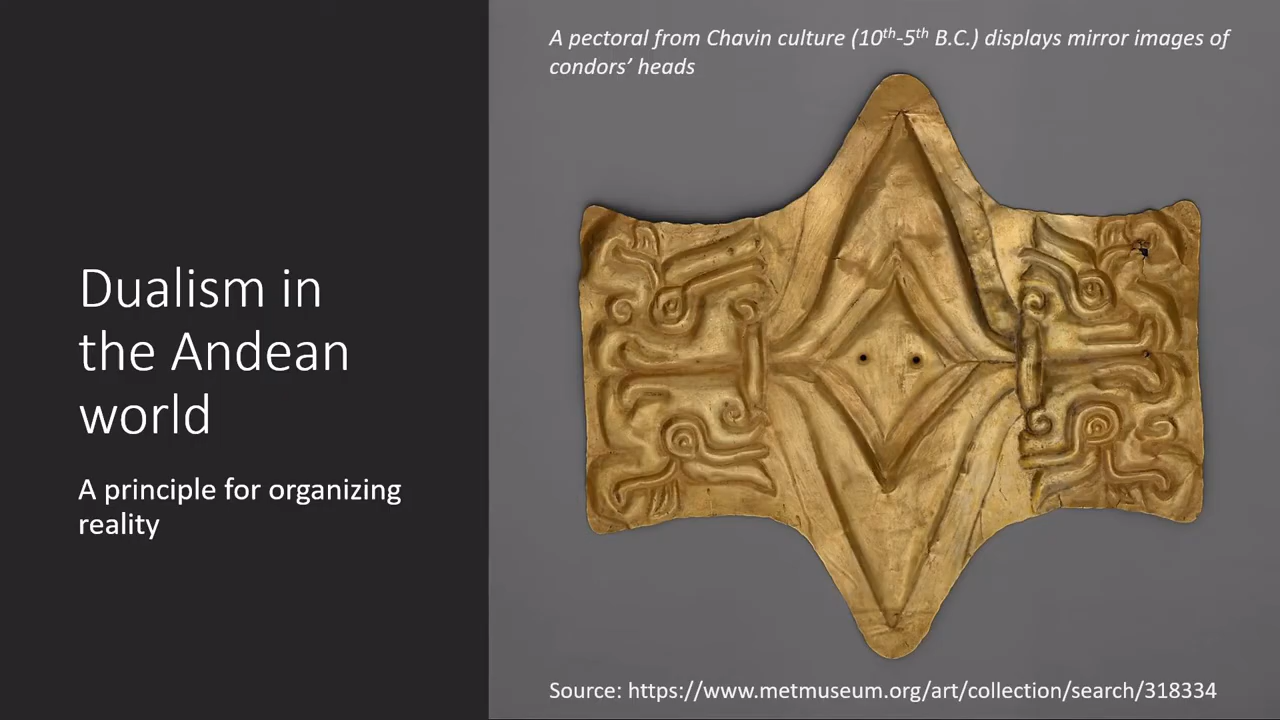 A pectoral from Chavin culture (10th-5th B.C.) displays mirror images of
condors’ heads
Dualism in
the Andean
world
A principle for organizing
reality
Source: https://www.metmuseum.org/art/collection/search/318334